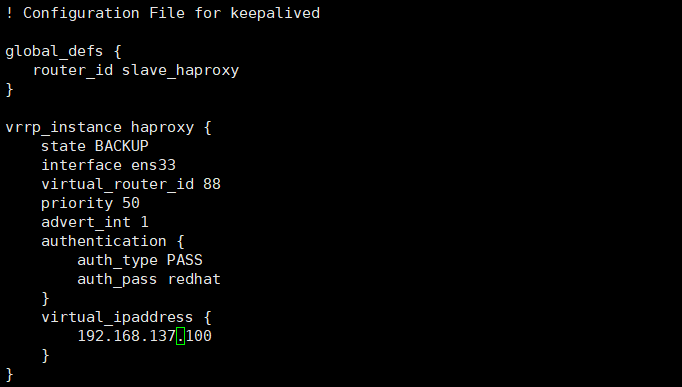 ! Configuration File for keepalived
global_defs {
router_id slave_haproxy
}
vrrp_instance haproxy {
state BACKUP
interface ens33
virtual_router_id 88
priority 50
advert_int 1
authentication {
auth_type PASS
auth_pass redhat
}
virtual_ipaddress {
192.168.137.100
}
}